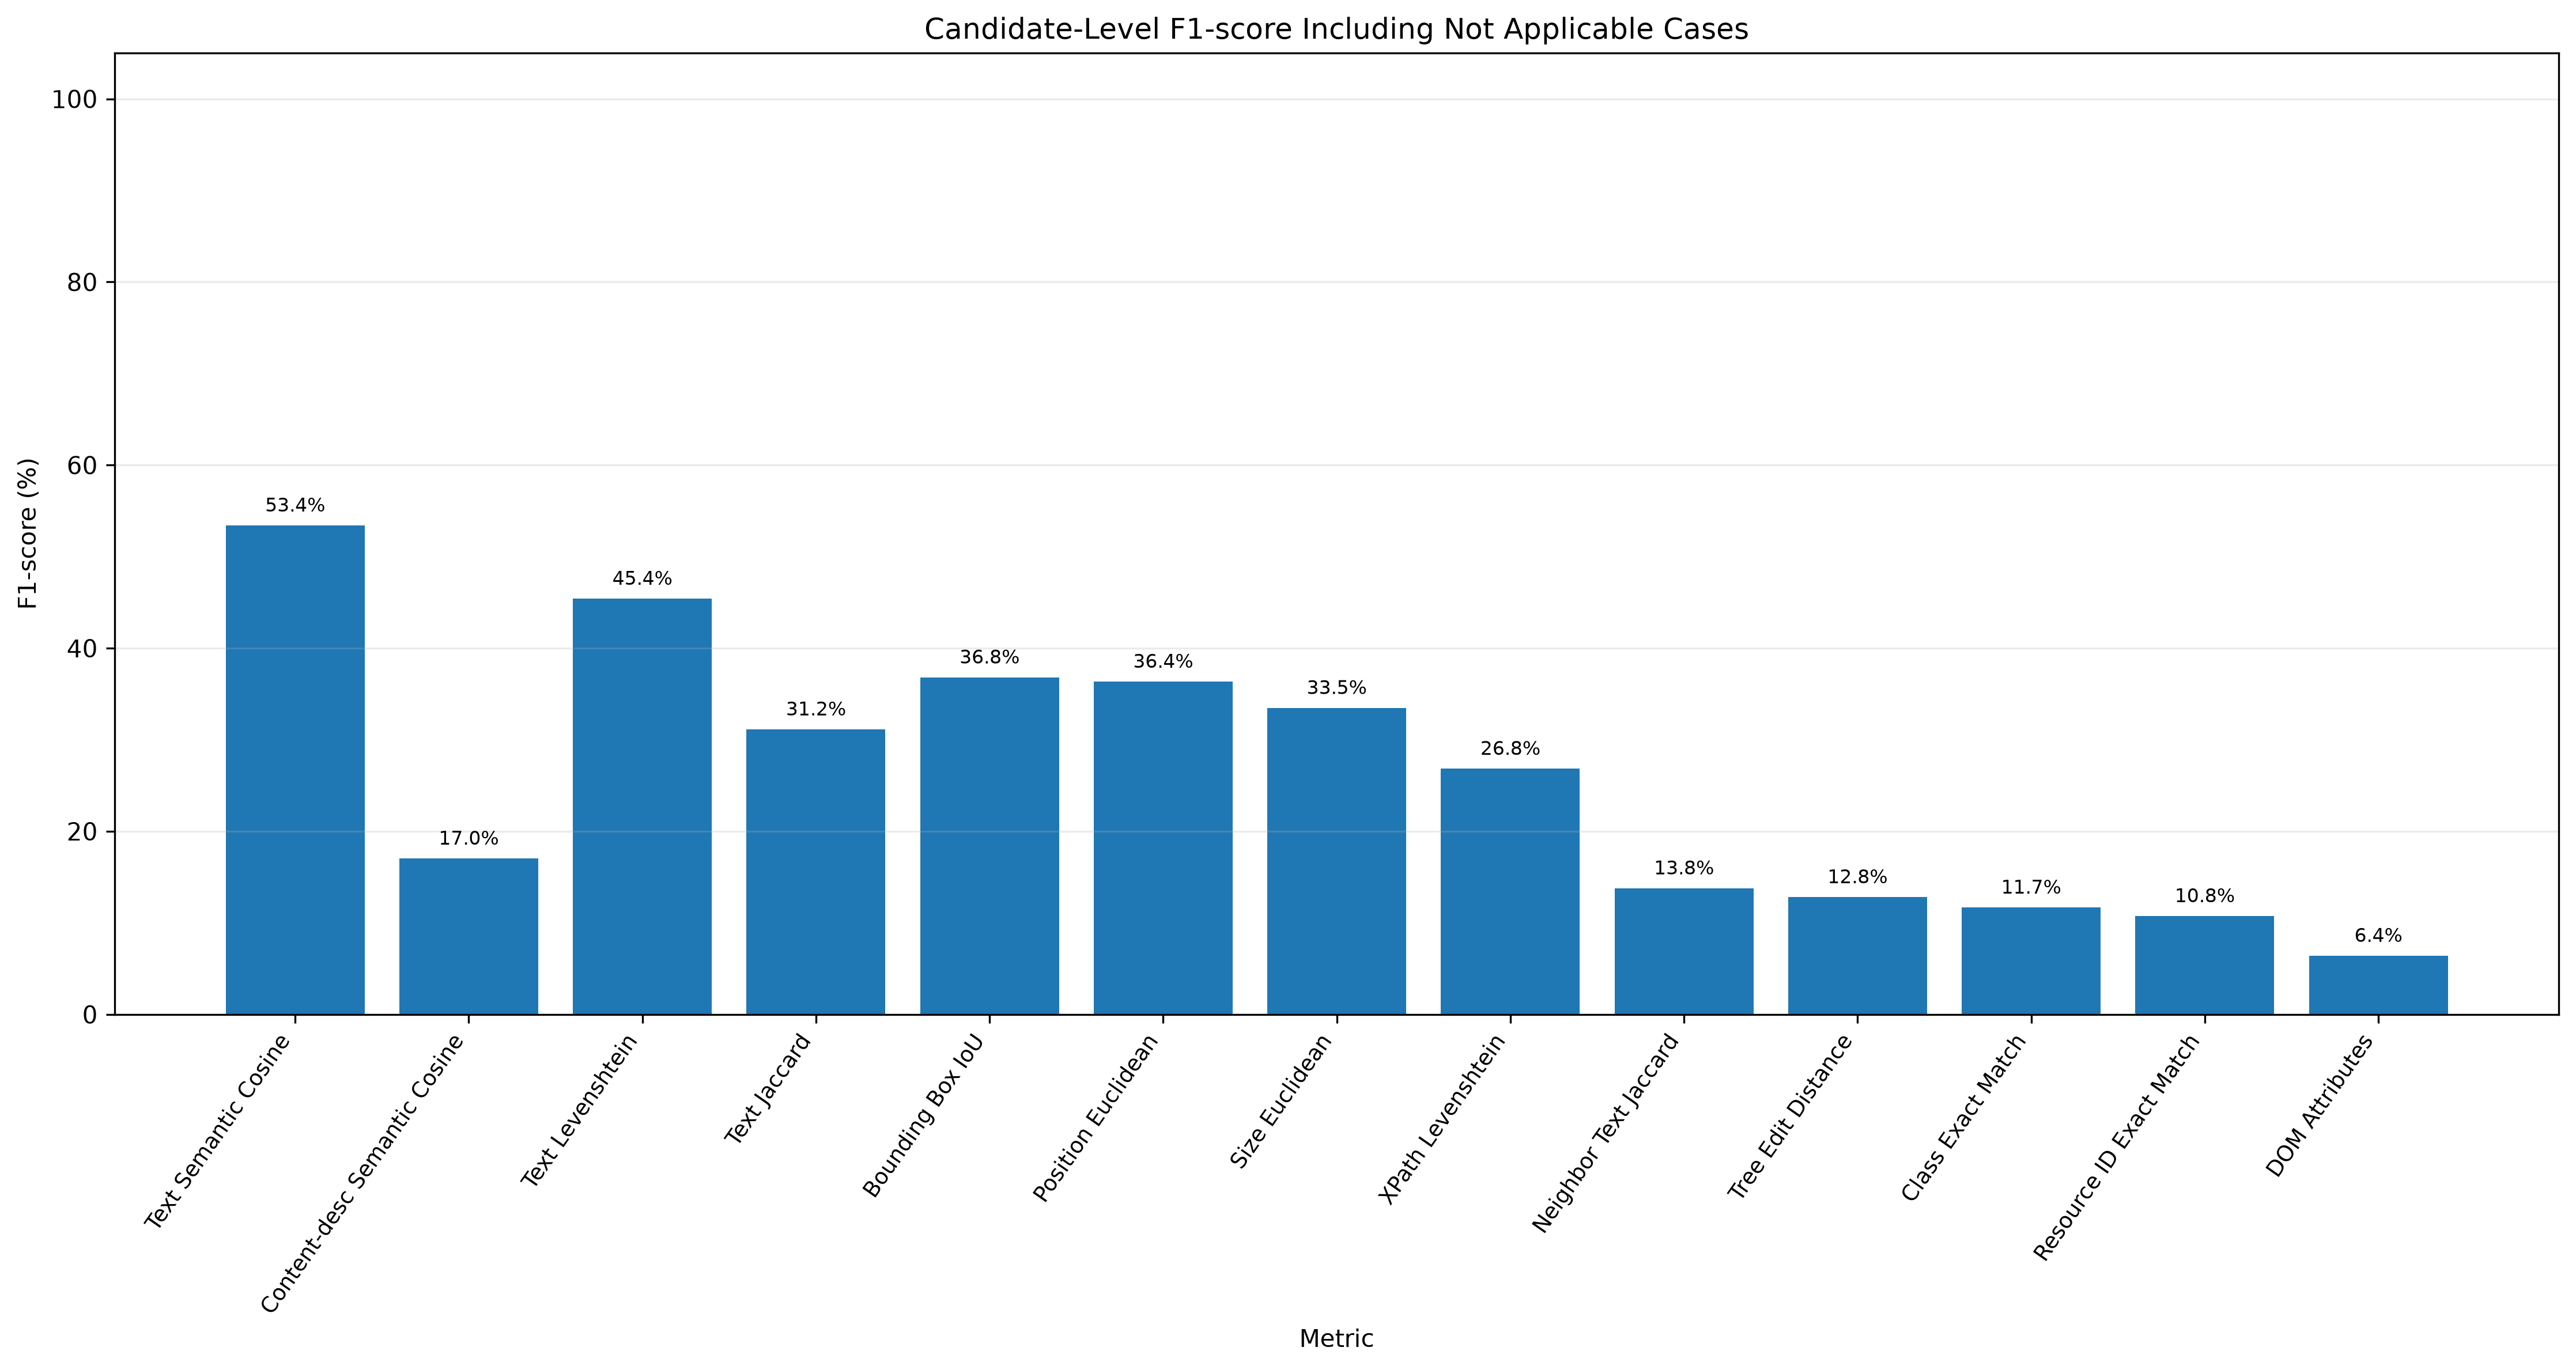 Candidate-Level F1-score Including Not Applicable Cases
F1-score (%)
100
80
60
40
20
0
53.4%
17.0%
45.4%
31.2%
36.8%
36.4%
33.5%
26.8%
13.8%
12.8%
11.7%
10.8%
6.4%
Text Semantic Cosine
Content-desc Semantic Cosine
Text Levenshtein
Text Jaccard
Bounding Box IoU
Position Euclidean
Size Euclidean
XPath Levenshtein
Neighbor Text Jaccard
Tree Edit Distance
Class Exact Match
Resource ID Exact Match
DOM Attributes
Metric